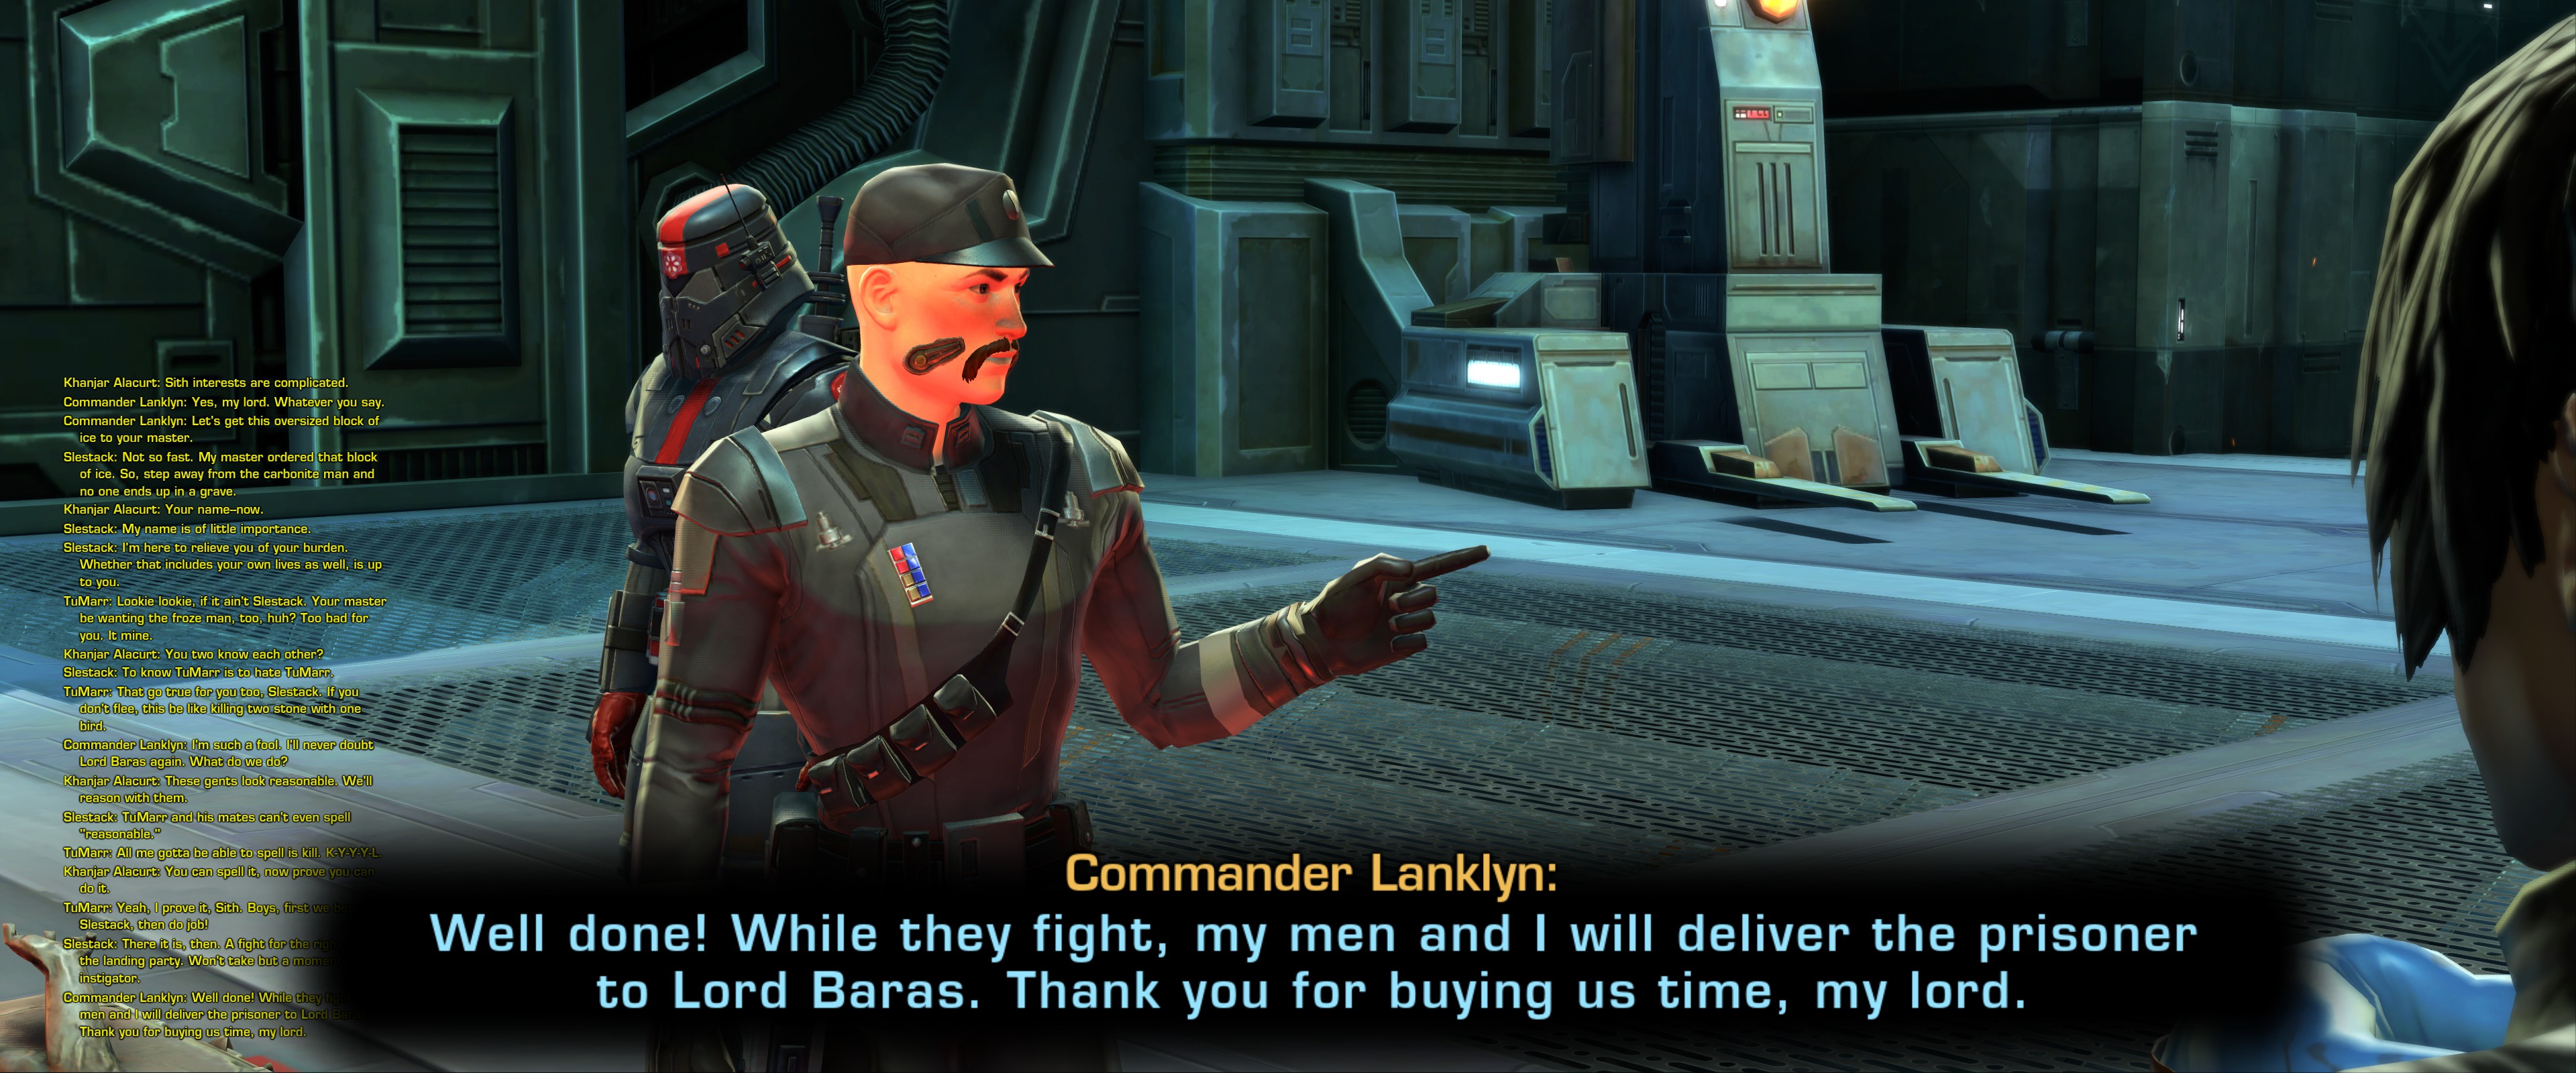 Khanjar Alacurt: Sith interests are complicated.
Commander Lanklyn: Yes, my lord. Whatever you say.
Commander Lanklyn: Let's get this oversized block of
ice to your master.
Slestack: Not so fast. My master ordered that block
of ice. So, step away from the carbonite man and
no one ends up in a grave.
Khanjar Alacurt: Your name–now.
Slestack: My name is of little importance.
Slestack: I'm here to relieve you of your burden.
Whether that includes your own lives as well, is up
to you.
TuMarr: Lookie lookie, if it ain't Slestack. Your master
be wanting the froze man, too, huh? Too bad for
you. It mine.
Khanjar Alacurt: You two know each other?
Slestack: To know TuMarr is to hate TuMarr.
TuMarr: That go true for you too, Slestack. If you
don't flee, this be like killing two stone with one
bird.
Commander Lanklyn: I'm such a fool. I'll never doubt
Lord Baras again. What do we do?
Khanjar Alacurt: These gents look reasonable. We'll
reason with them.
Slestack: TuMarr and his mates can't even spell
"reasonable."
TuMarr: All me gotta be able to spell is kill. K-Y-Y-Y-L.
Khanjar Alacurt: You can spell it, now prove you can
do it.
TuMarr: Yeah, I prove it, Sith. Boys, first we
Slestack, then do job!
Slestack: There it is, then. A fight for the
the landing party. Won't take but a
instigator.
Commander Lanklyn: Well done! While they
men and I will deliver the prisoner to Lord
Thank you for buying us time, my lord.
Commander Lanklyn:
Well done! While they fight, my men and I will deliver the prisoner
to Lord Baras. Thank you for buying us time, my lord.